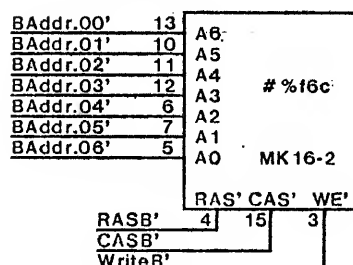 BAddr.00' 13 A6
BAddr.01' 10 A5
BAddr.02' 11 A4
BAddr.03' 12 A3 # %f6c
BAddr.04' 6 A2
BAddr.05' 7 A1
BAddr.06' 5 A0 MK16-2
RAS' CAS' WE'
RASB' 4 15 3
CASB'
WriteB'